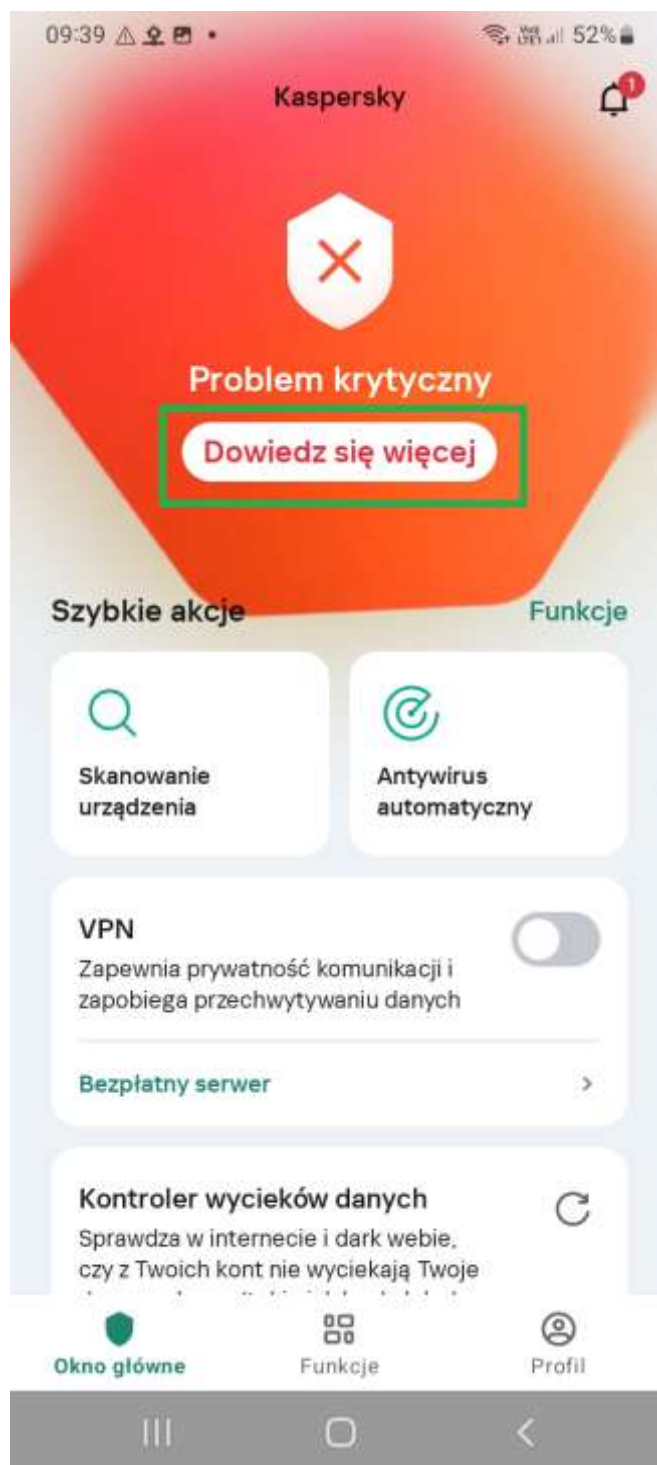 09:39 52%
Kaspersky
1
Problem krytyczny
Dowiedz się więcej
Szybkie akcje Funkcje
Skanowanie
urządzenia
Antywirus
automatyczny
VPN
Zapewnia prywatność komunikacji i
zapobiega przechwytywaniu danych
Bezpłatny serwer
Kontroler wycieków danych
Sprawdza w internecie i dark webie,
czy z Twoich kont nie wyciekają Twoje
Okno główne Funkcje Profil